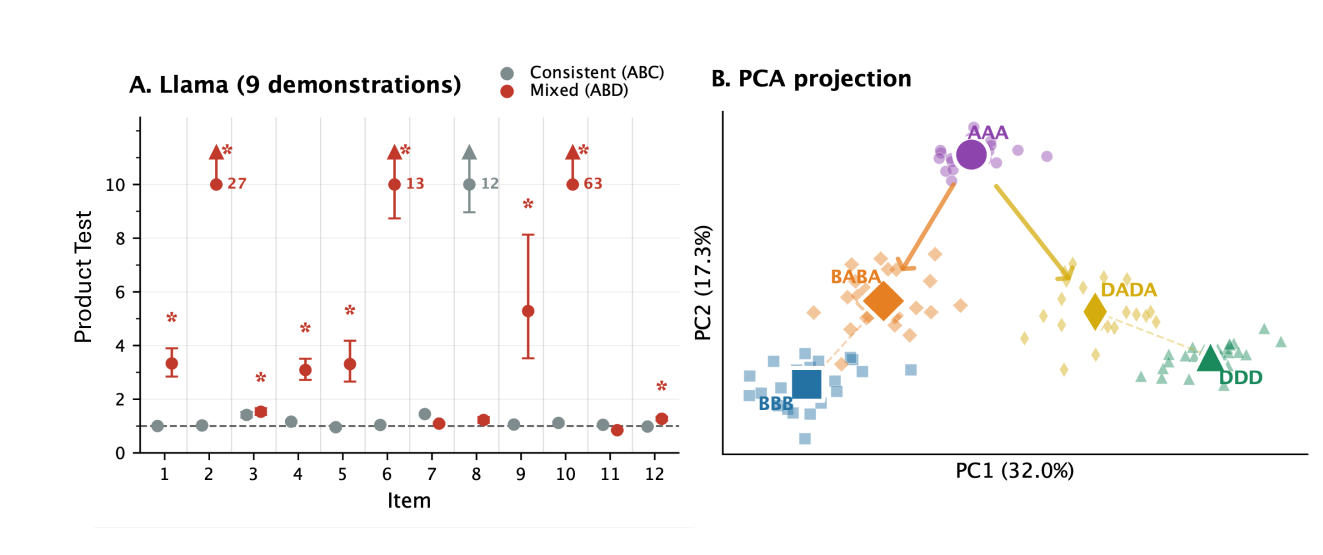 A. Llama (9 demonstrations)
Consistent (ABC)
Mixed (ABD)
Product Test
10
8
6
4
2
0
* 27
* 13
12
* 63
*
*
*
*
*
*
1 2 3 4 5 6 7 8 9 10 11 12
Item
B. PCA projection
PC2 (17.3%)
AAA
BABA
DADA
BBB
DDD
PC1 (32.0%)